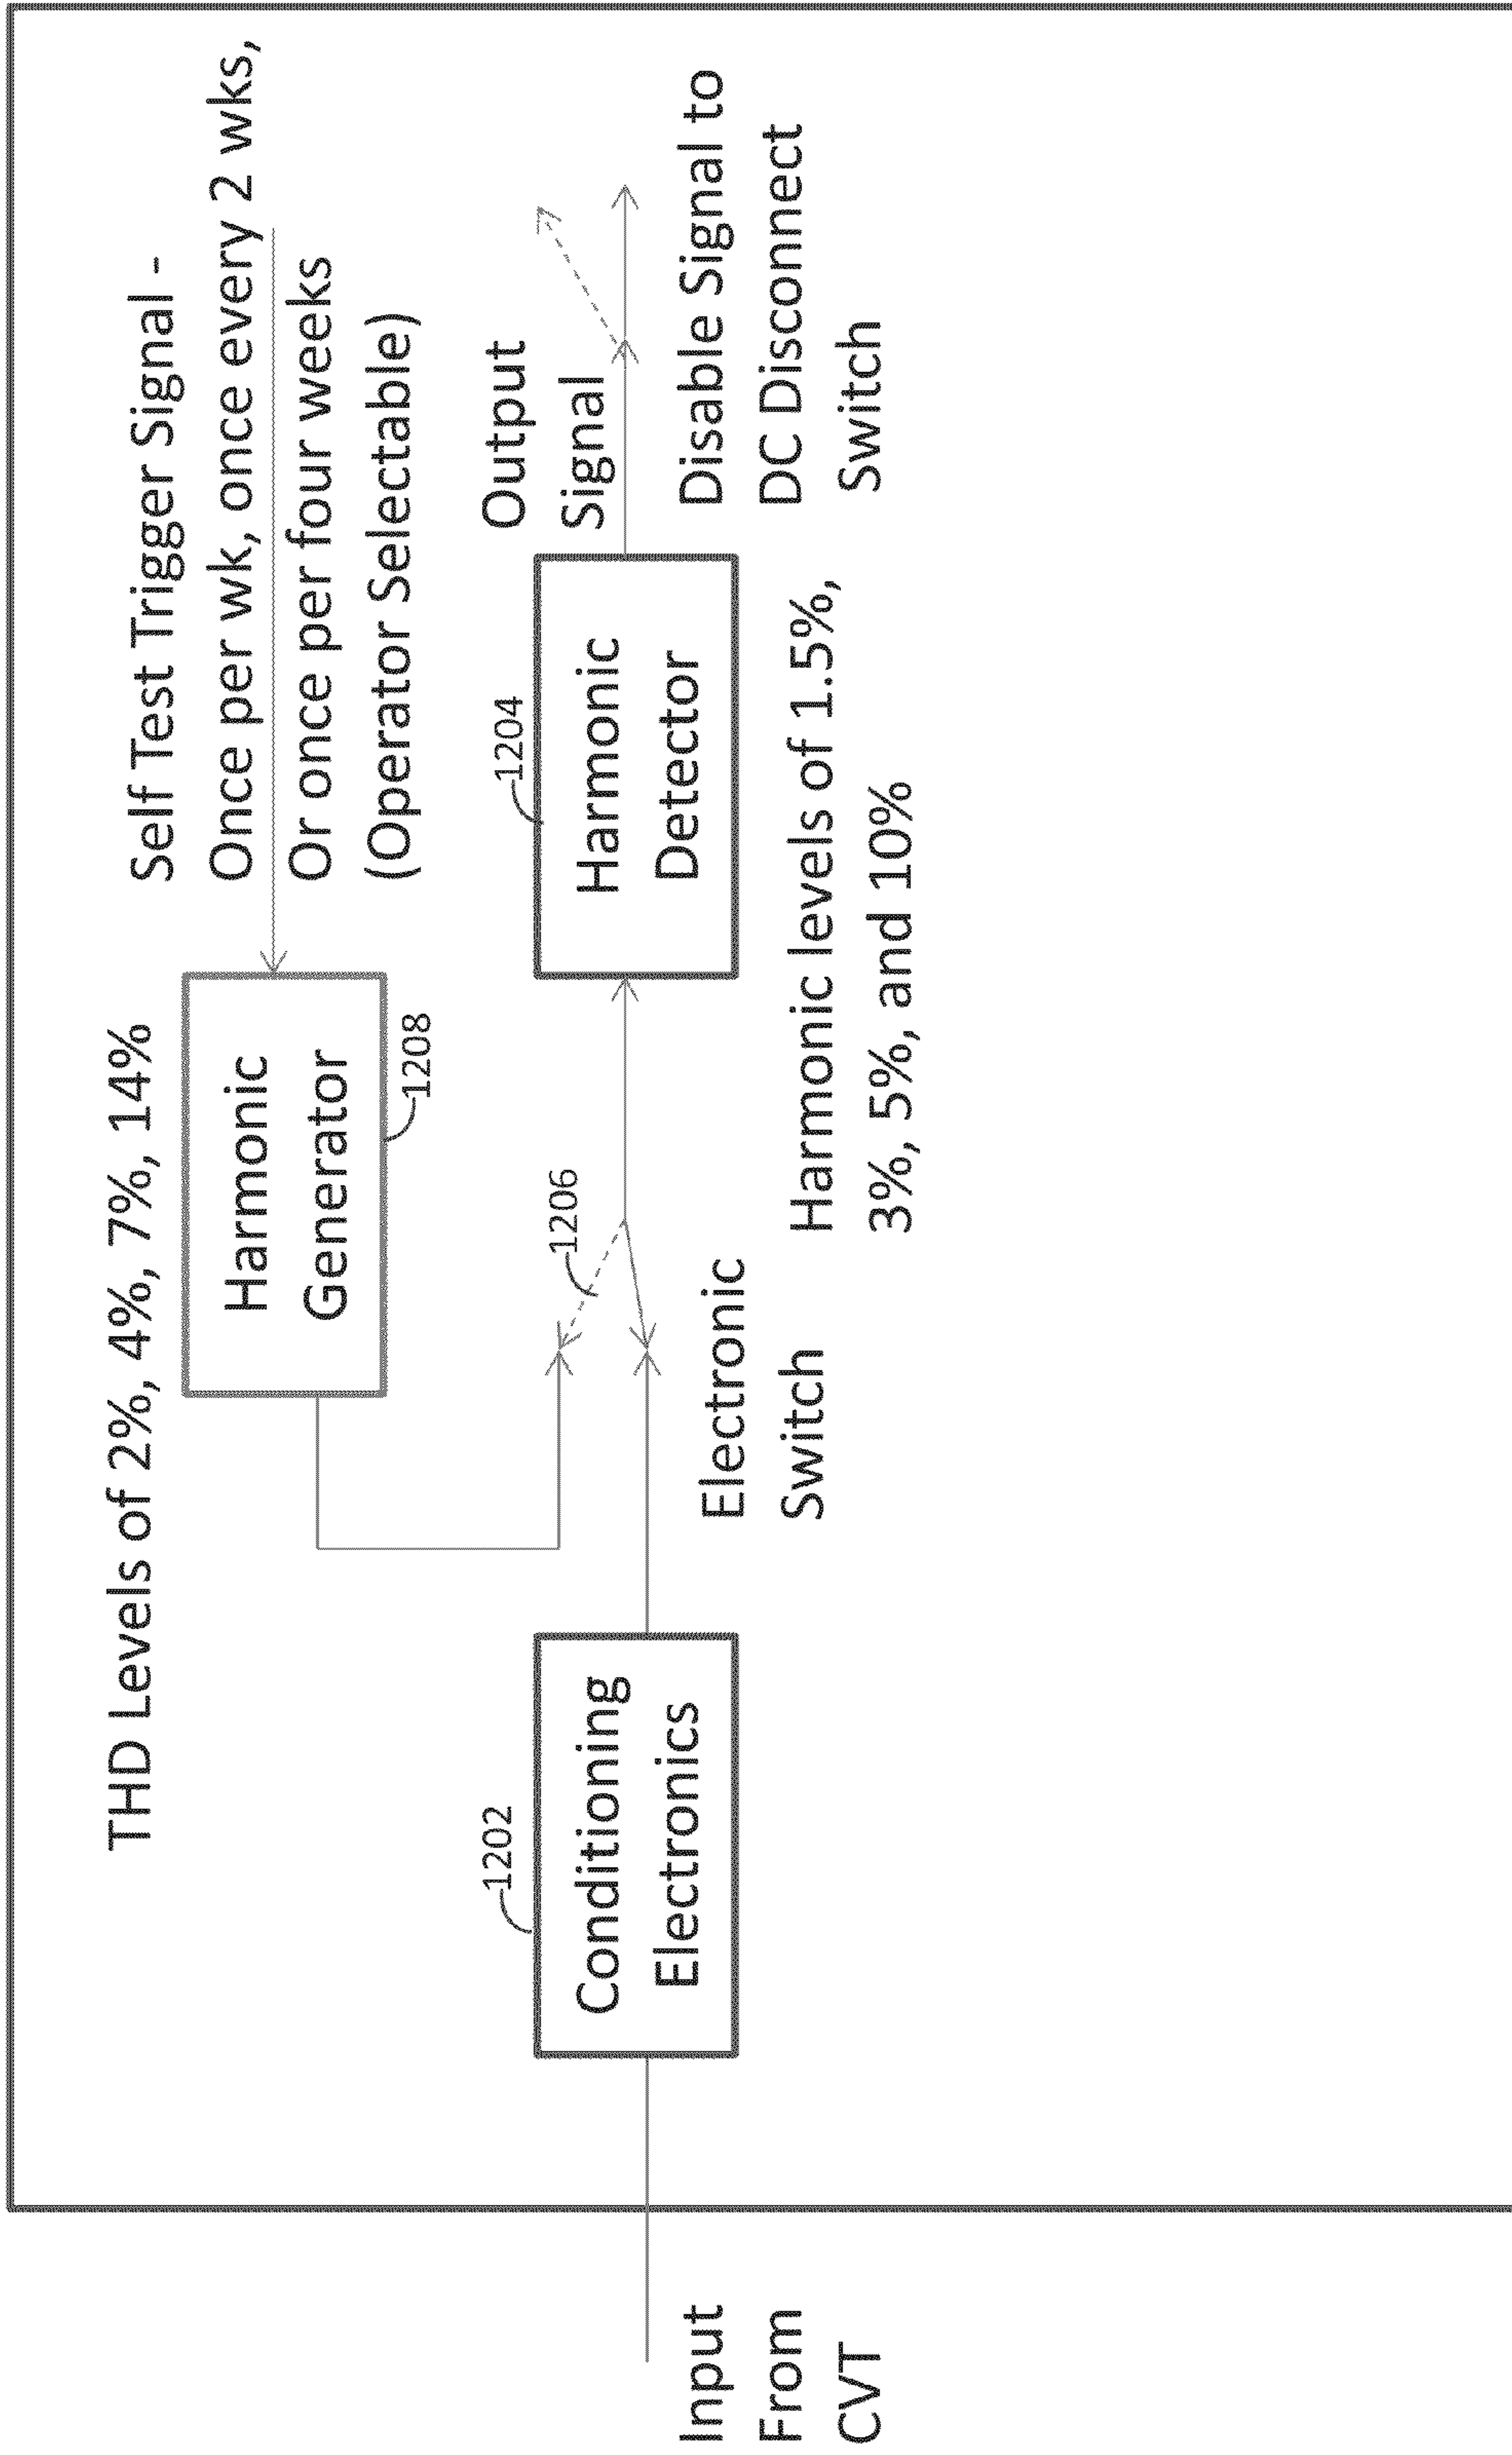 THD Levels of 2%, 4%, 7%, 14%
Self Test Trigger Signal -
Once per wk, once every 2 wks,
Or once per four weeks
(Operator Selectable)
Harmonic
Generator
1208
Input
From
CVT
1202
Conditioning
Electronics
1206
Electronic
Switch
1204
Harmonic
Detector
Harmonic levels of 1.5%,
3%, 5%, and 10%
Output
Signal
Disable Signal to
DC Disconnect
Switch